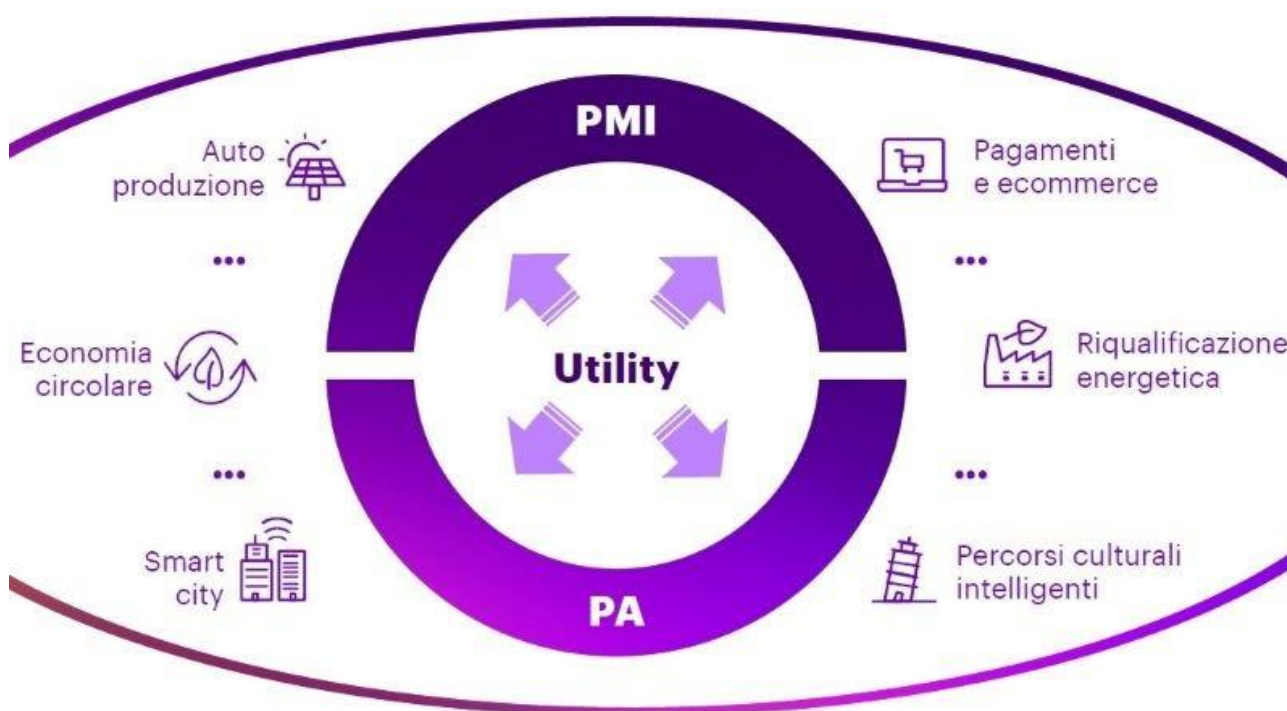 PMI
Auto
produzione
•••
Economia
circolare
•••
Smart
city
Utility
Pagamenti
e ecommerce
•••
Riqualificazione
energetica
•••
Percorsi culturali
intelligenti
PA